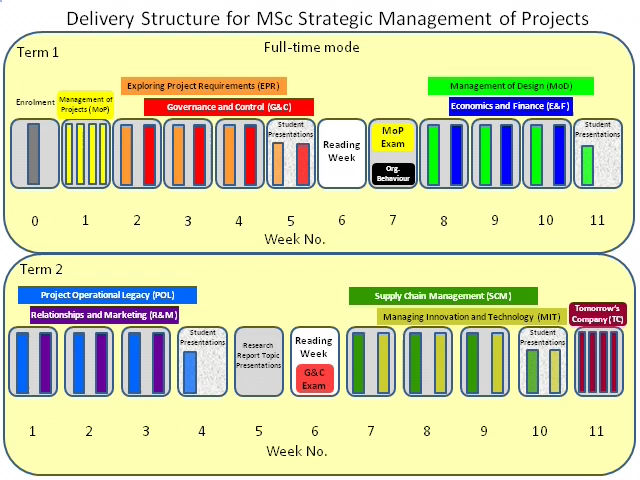 Delivery Structure for MSc Strategic Management of Projects
Full-time mode
Term 1
Exploring Project Requirements (EPR)
Management of Design (MoD)
Enrolment
Management of
Projects (MoP)
Governance and Control (G&C)
Economics and Finance (E&F)
Student
Presentations
Reading
Week
MoP
Exam
Org.
Behaviour
Student
Presentations
0 1 2 3 4 5 6 7 8 9 10 11
Week No.
Term 2
Project Operational Legacy (POL)
Supply Chain Management (SCM)
Relationships and Marketing (R&M)
Managing Innovation and Technology (MIT)
Tomorrow's
Company (TC)
Student
Presentations
Research
Report Topic
Presentations
Reading
Week
G&C
Exam
Student
Presentations
1 2 3 4 5 6 7 8 9 10 11
Week No.